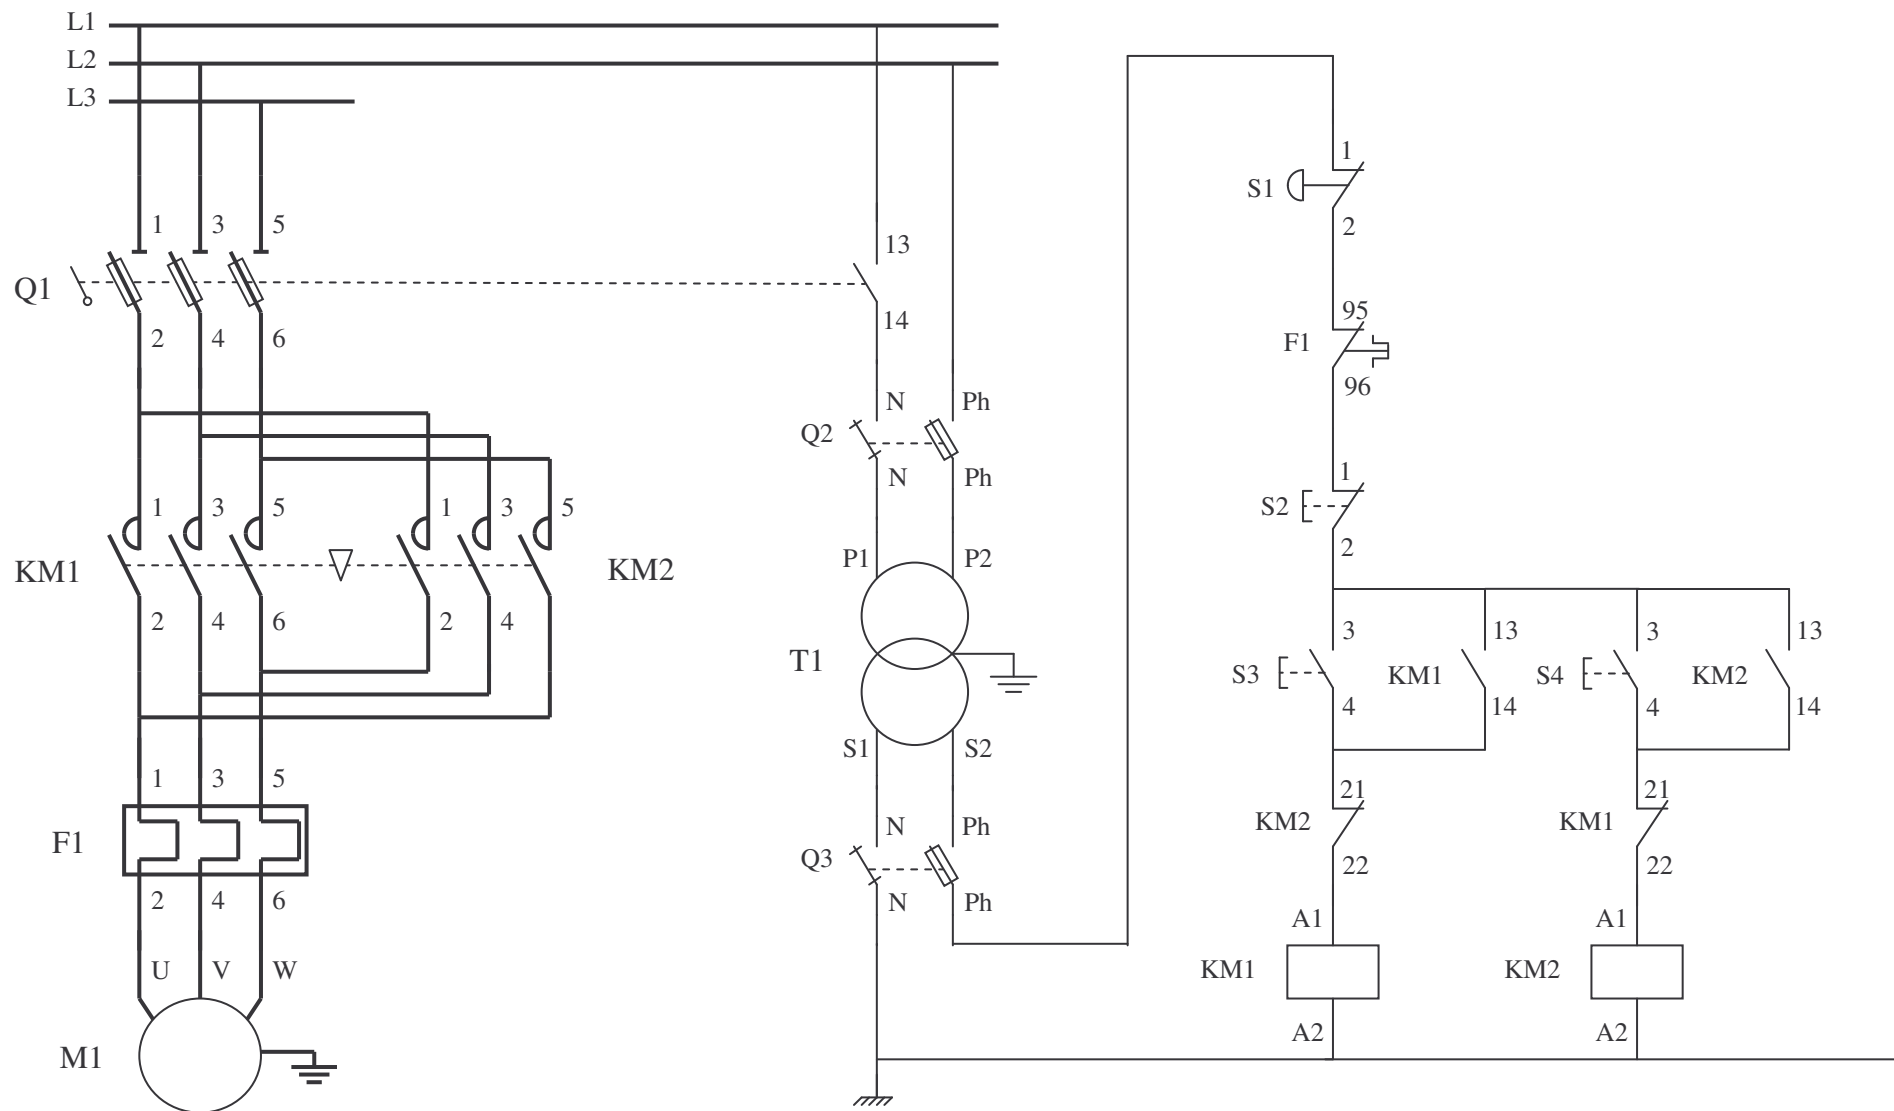 L1
L2
L3
1 3 5
Q1
2 4 6
1 3 5 1 3 5
KM1 KM2
2 4 6 2 4
1 3 5
F1
2 4 6
U V W
M1
13
14
N Ph
Q2
N Ph
P1 P2
T1
S1 S2
N Ph
Q3
N Ph
1
S1
2
95
F1
96
1
S2
2
3 13 3 13
S3 KM1 S4 KM2
4 14 4 14
21 21
KM2 KM1
22 22
A1 A1
KM1 KM2
A2 A2